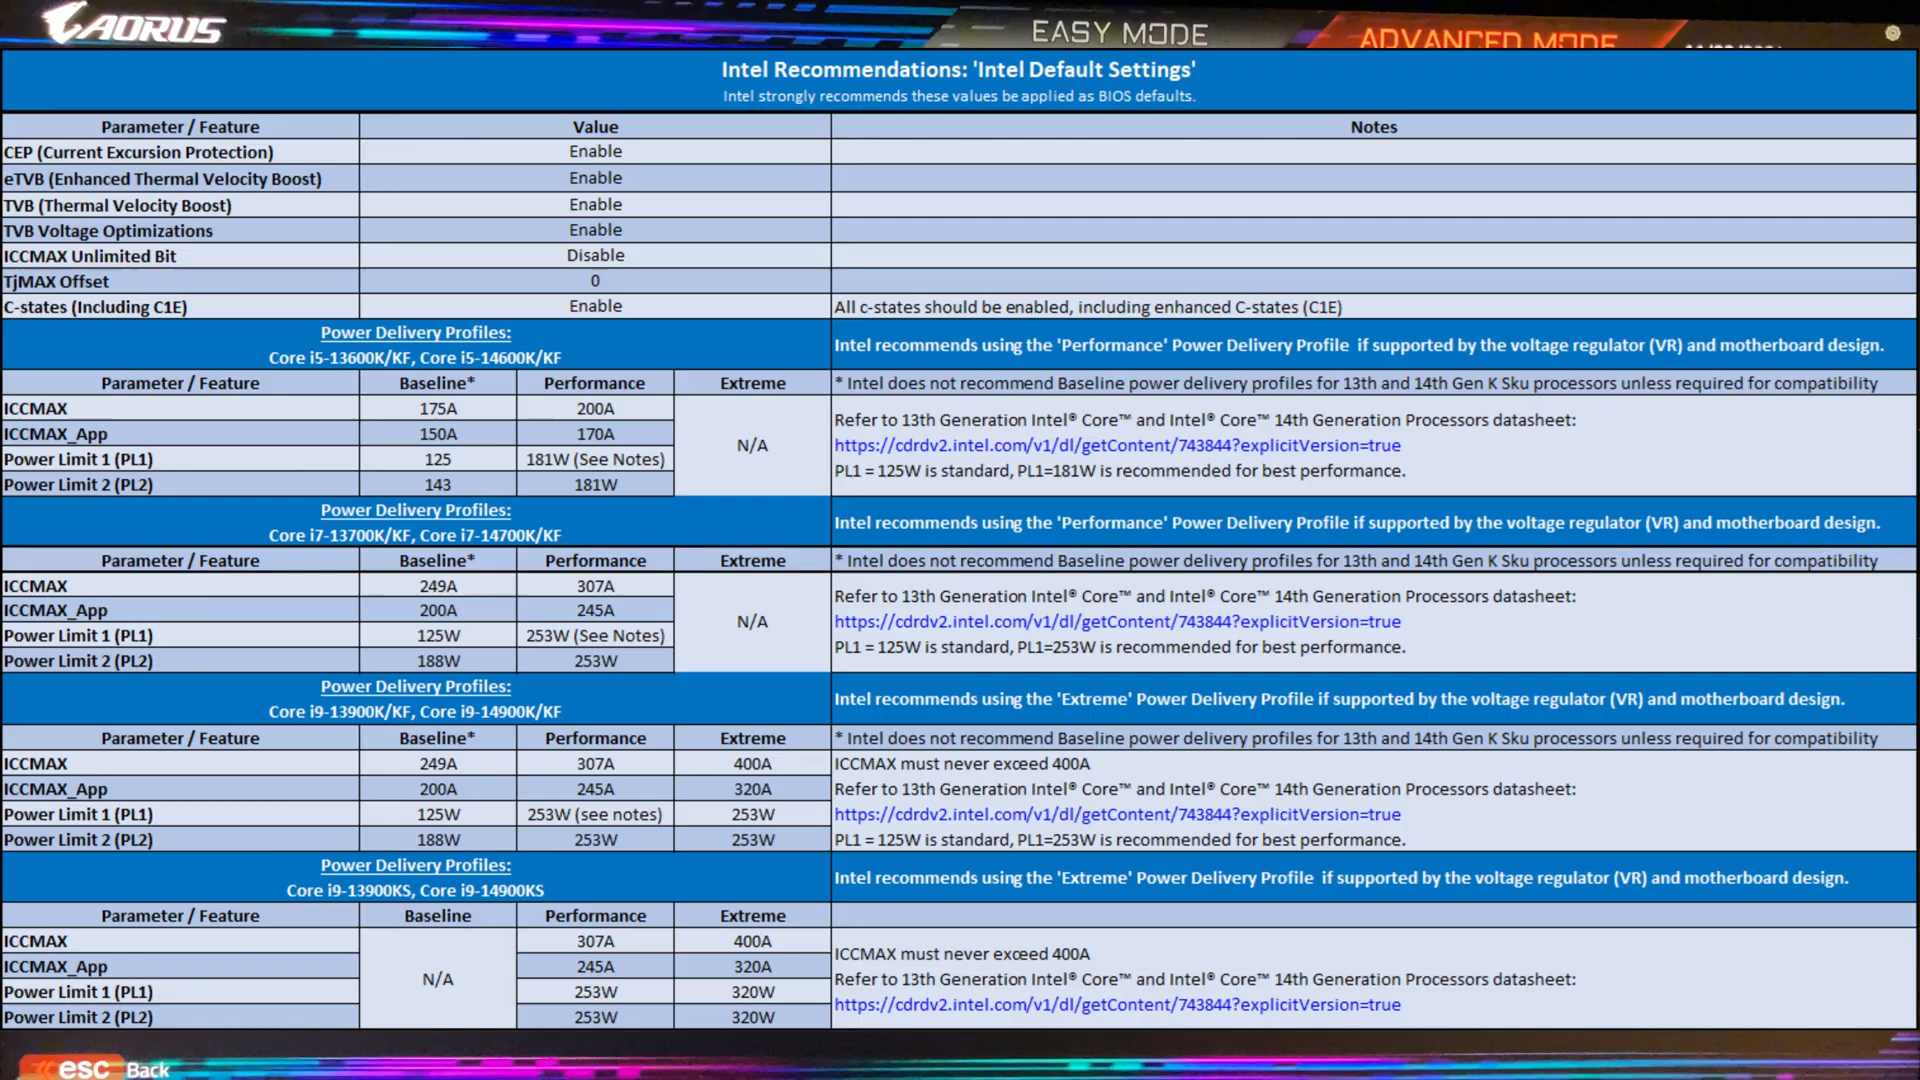 AORUS
EASY MODE
ADVANCED MODE
Intel Recommendations: 'Intel Default Settings'
Intel strongly recommends these values be applied as BIOS defaults.
Parameter / Feature Value Notes
CEP (Current Excursion Protection) Enable
eTVB (Enhanced Thermal Velocity Boost) Enable
TVB (Thermal Velocity Boost) Enable
TVB Voltage Optimizations Enable
ICCMAX Unlimited Bit Disable
TjMAX Offset 0
C-states (Including C1E) Enable All c-states should be enabled, including enhanced C-states (C1E)
Power Delivery Profiles:
Core i5-13600K/KF, Core i5-14600K/KF
Intel recommends using the 'Performance' Power Delivery Profile if supported by the voltage regulator (VR) and motherboard design.
Parameter / Feature Baseline* Performance Extreme * Intel does not recommend Baseline power delivery profiles for 13th and 14th Gen K Sku processors unless required for compatibility
ICCMAX 175A 200A
ICCMAX_App 150A 170A
Power Limit 1 (PL1) 125 181W (See Notes)
Power Limit 2 (PL2) 143 181W
N/A
Refer to 13th Generation Intel® Core™ and Intel® Core™ 14th Generation Processors datasheet:
https://cdrdv2.intel.com/v1/dl/getContent/743844?explicitVersion=true
PL1 = 125W is standard, PL1=181W is recommended for best performance.
Power Delivery Profiles:
Core i7-13700K/KF, Core i7-14700K/KF
Intel recommends using the 'Performance' Power Delivery Profile if supported by the voltage regulator (VR) and motherboard design.
Parameter / Feature Baseline* Performance Extreme * Intel does not recommend Baseline power delivery profiles for 13th and 14th Gen K Sku processors unless required for compatibility
ICCMAX 249A 307A
ICCMAX_App 200A 245A
Power Limit 1 (PL1) 125W 253W (See Notes)
Power Limit 2 (PL2) 188W 253W
N/A
Refer to 13th Generation Intel® Core™ and Intel® Core™ 14th Generation Processors datasheet:
https://cdrdv2.intel.com/v1/dl/getContent/743844?explicitVersion=true
PL1 = 125W is standard, PL1=253W is recommended for best performance.
Power Delivery Profiles:
Core i9-13900K/KF, Core i9-14900K/KF
Intel recommends using the 'Extreme' Power Delivery Profile if supported by the voltage regulator (VR) and motherboard design.
Parameter / Feature Baseline* Performance Extreme * Intel does not recommend Baseline power delivery profiles for 13th and 14th Gen K Sku processors unless required for compatibility
ICCMAX 249A 307A 400A ICCMAX must never exceed 400A
ICCMAX_App 200A 245A 320A Refer to 13th Generation Intel® Core™ and Intel® Core™ 14th Generation Processors datasheet:
Power Limit 1 (PL1) 125W 253W (see notes) 253W https://cdrdv2.intel.com/v1/dl/getContent/743844?explicitVersion=true
Power Limit 2 (PL2) 188W 253W 253W PL1 = 125W is standard, PL1=253W is recommended for best performance.
Power Delivery Profiles:
Core i9-13900KS, Core i9-14900KS
Intel recommends using the 'Extreme' Power Delivery Profile if supported by the voltage regulator (VR) and motherboard design.
Parameter / Feature Baseline Performance Extreme
ICCMAX 307A 400A
ICCMAX_App 245A 320A
Power Limit 1 (PL1) 253W 320W
Power Limit 2 (PL2) 253W 320W
N/A
ICCMAX must never exceed 400A
Refer to 13th Generation Intel® Core™ and Intel® Core™ 14th Generation Processors datasheet:
https://cdrdv2.intel.com/v1/dl/getContent/743844?explicitVersion=true
esc Back